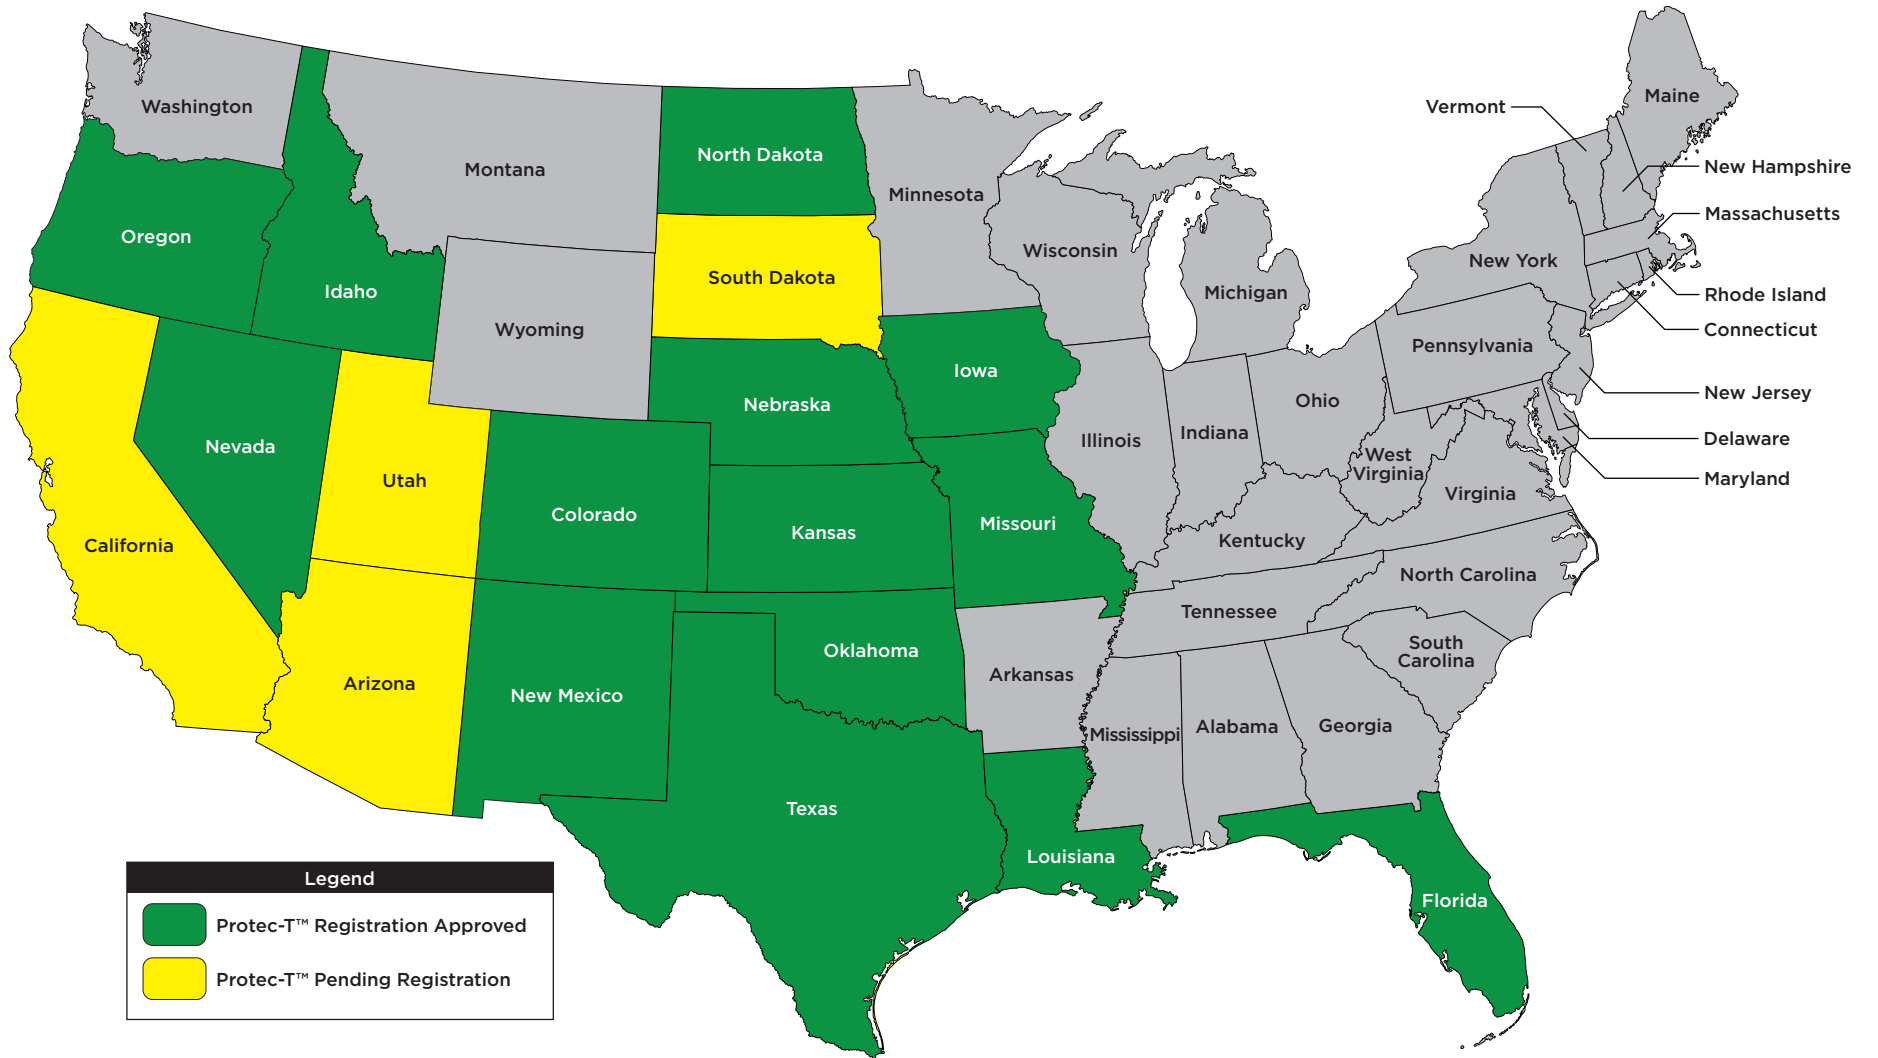 Washington
Montana
North Dakota
Minnesota
Maine
Vermont
New Hampshire
Massachusetts
Oregon
Idaho
Wyoming
South Dakota
Wisconsin
Michigan
New York
Rhode Island
Connecticut
Pennsylvania
New Jersey
Delaware
Maryland
Nevada
Utah
California
Colorado
Nebraska
Iowa
Kansas
Missouri
Illinois
Indiana
Ohio
West
Virginia
Virginia
Kentucky
North Carolina
Tennessee
South
Carolina
Arizona
New Mexico
Oklahoma
Arkansas
Mississippi
Alabama
Georgia
Texas
Louisiana
Florida
Legend
Protec-T™ Registration Approved
Protec-T™ Pending Registration